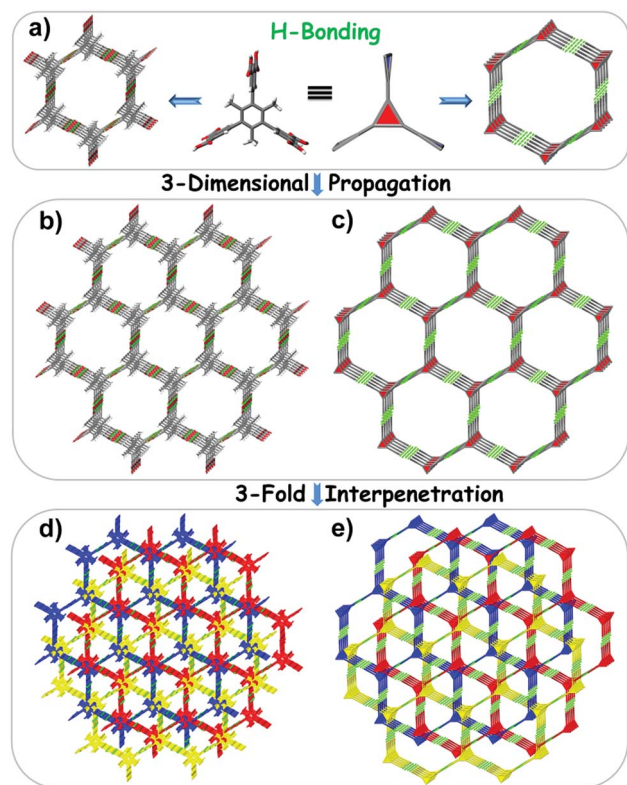 a)
H-Bonding
3-Dimensional Propagation
b)
c)
3-Fold Interpenetration
d)
e)